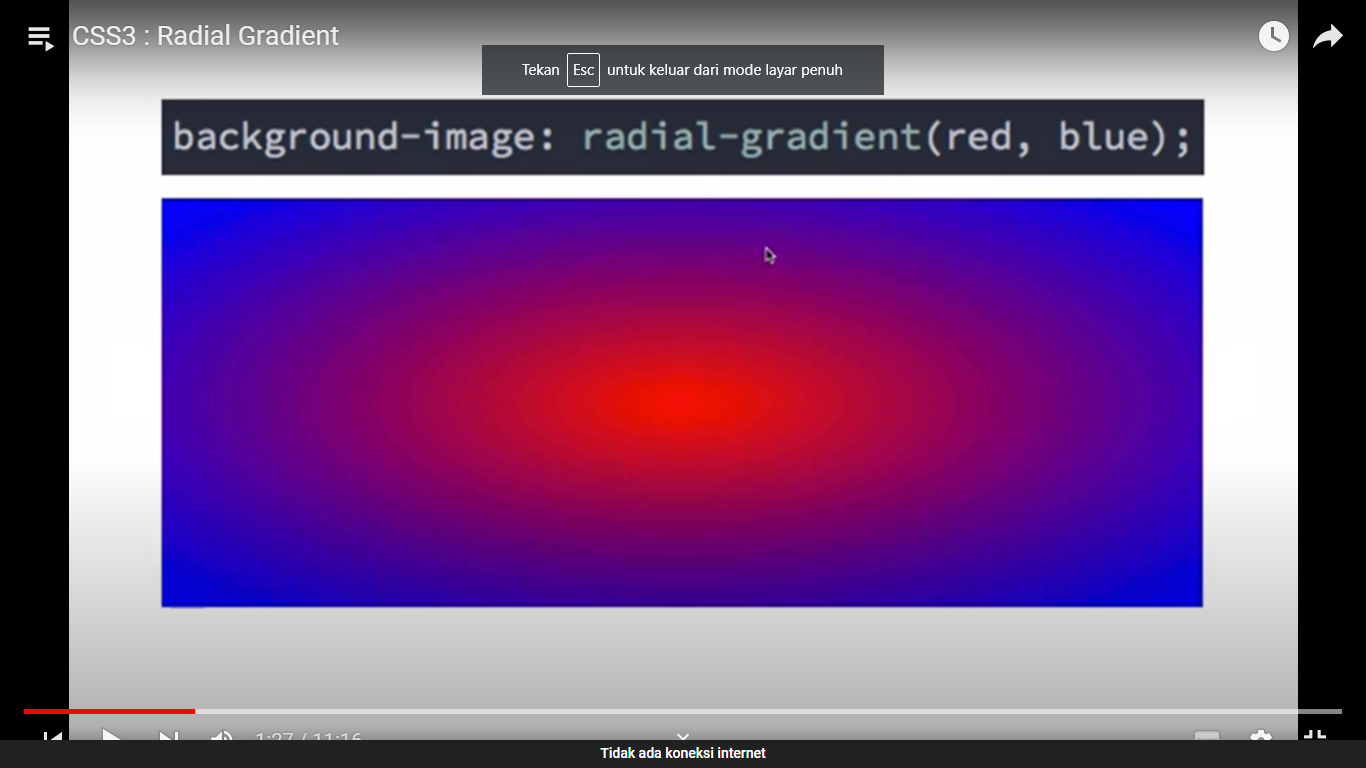 CSS3 : Radial Gradient
Tekan Esc untuk keluar dari mode layar penuh
background-image: radial-gradient(red, blue);
1:27 / 11:16
Tidak ada koneksi internet